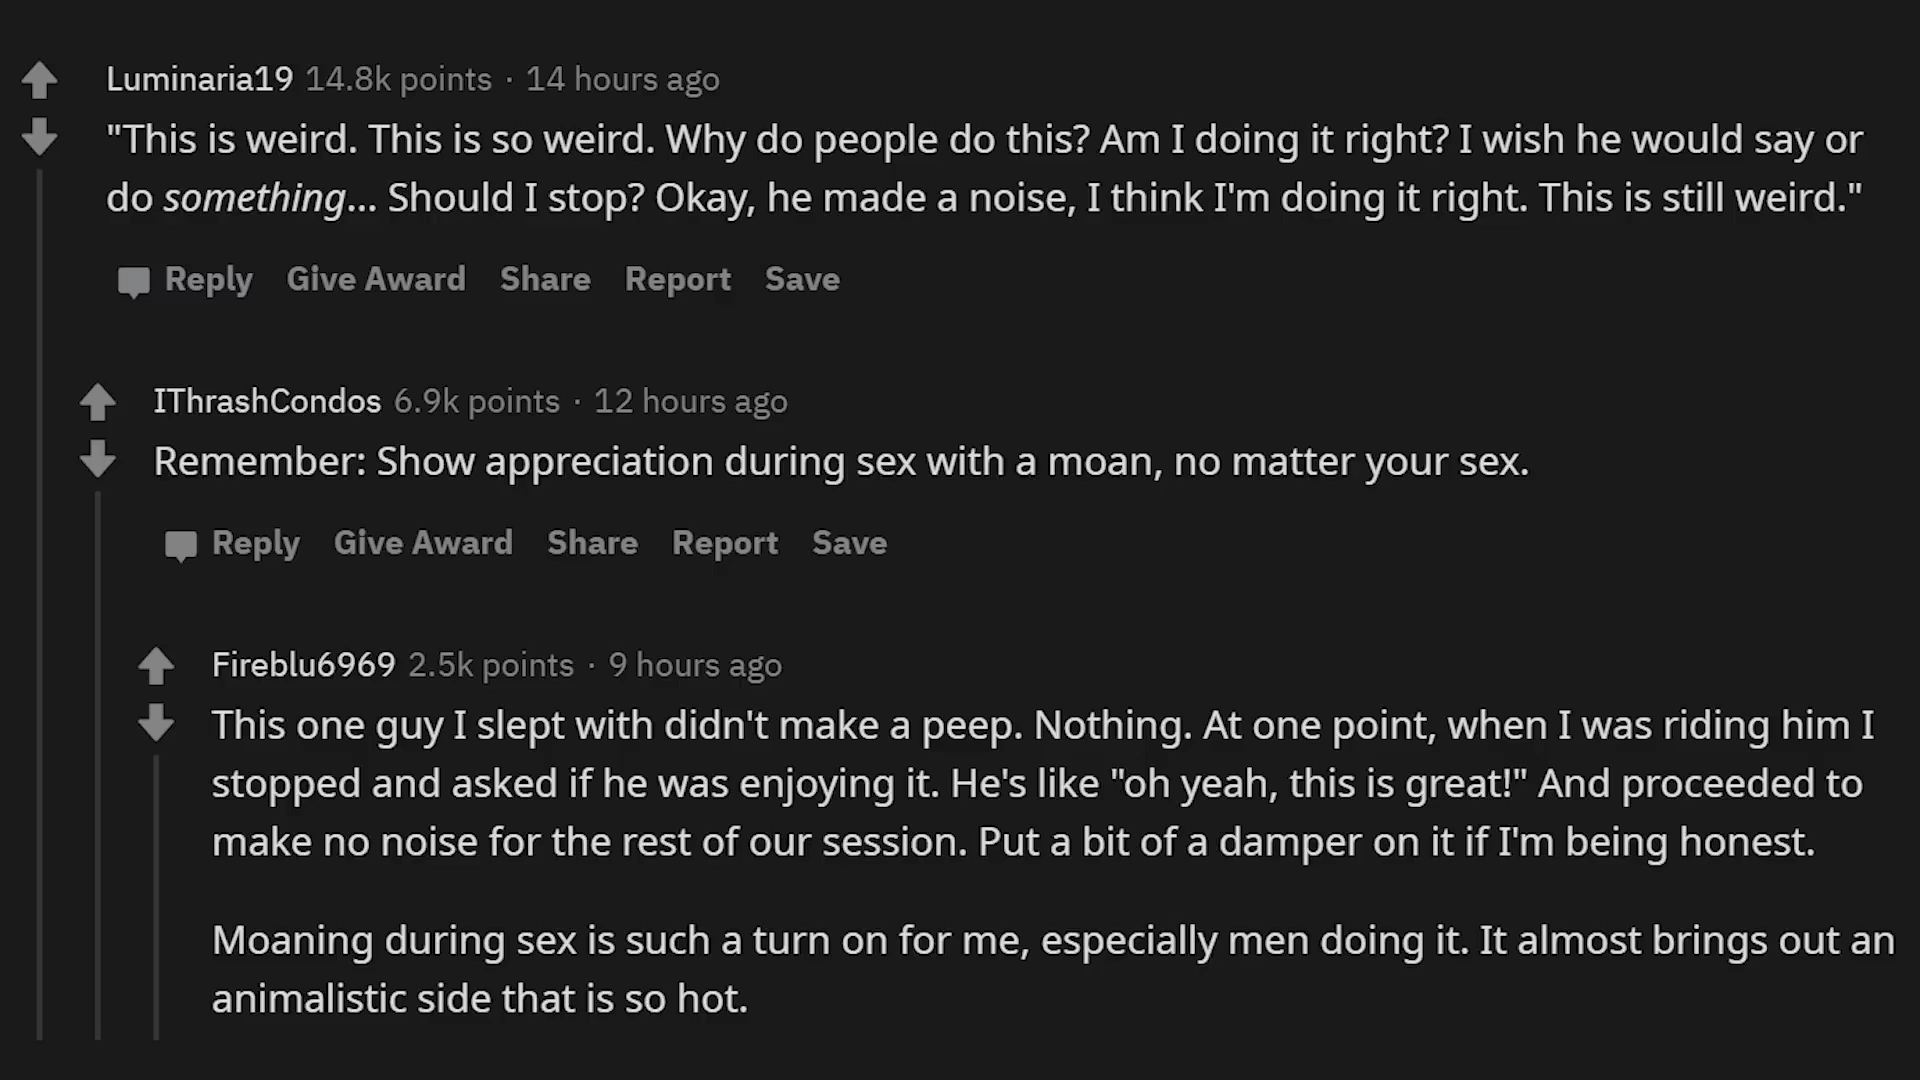 Luminaria19 14.8k points · 14 hours ago
"This is weird. This is so weird. Why do people do this? Am I doing it right? I wish he would say or
do something... Should I stop? Okay, he made a noise, I think I'm doing it right. This is still weird."
Reply Give Award Share Report Save
IThrashCondos 6.9k points · 12 hours ago
Remember: Show appreciation during sex with a moan, no matter your sex.
Reply Give Award Share Report Save
Fireblu6969 2.5k points · 9 hours ago
This one guy I slept with didn't make a peep. Nothing. At one point, when I was riding him I
stopped and asked if he was enjoying it. He's like "oh yeah, this is great!" And proceeded to
make no noise for the rest of our session. Put a bit of a damper on it if I'm being honest.
Moaning during sex is such a turn on for me, especially men doing it. It almost brings out an
animalistic side that is so hot.